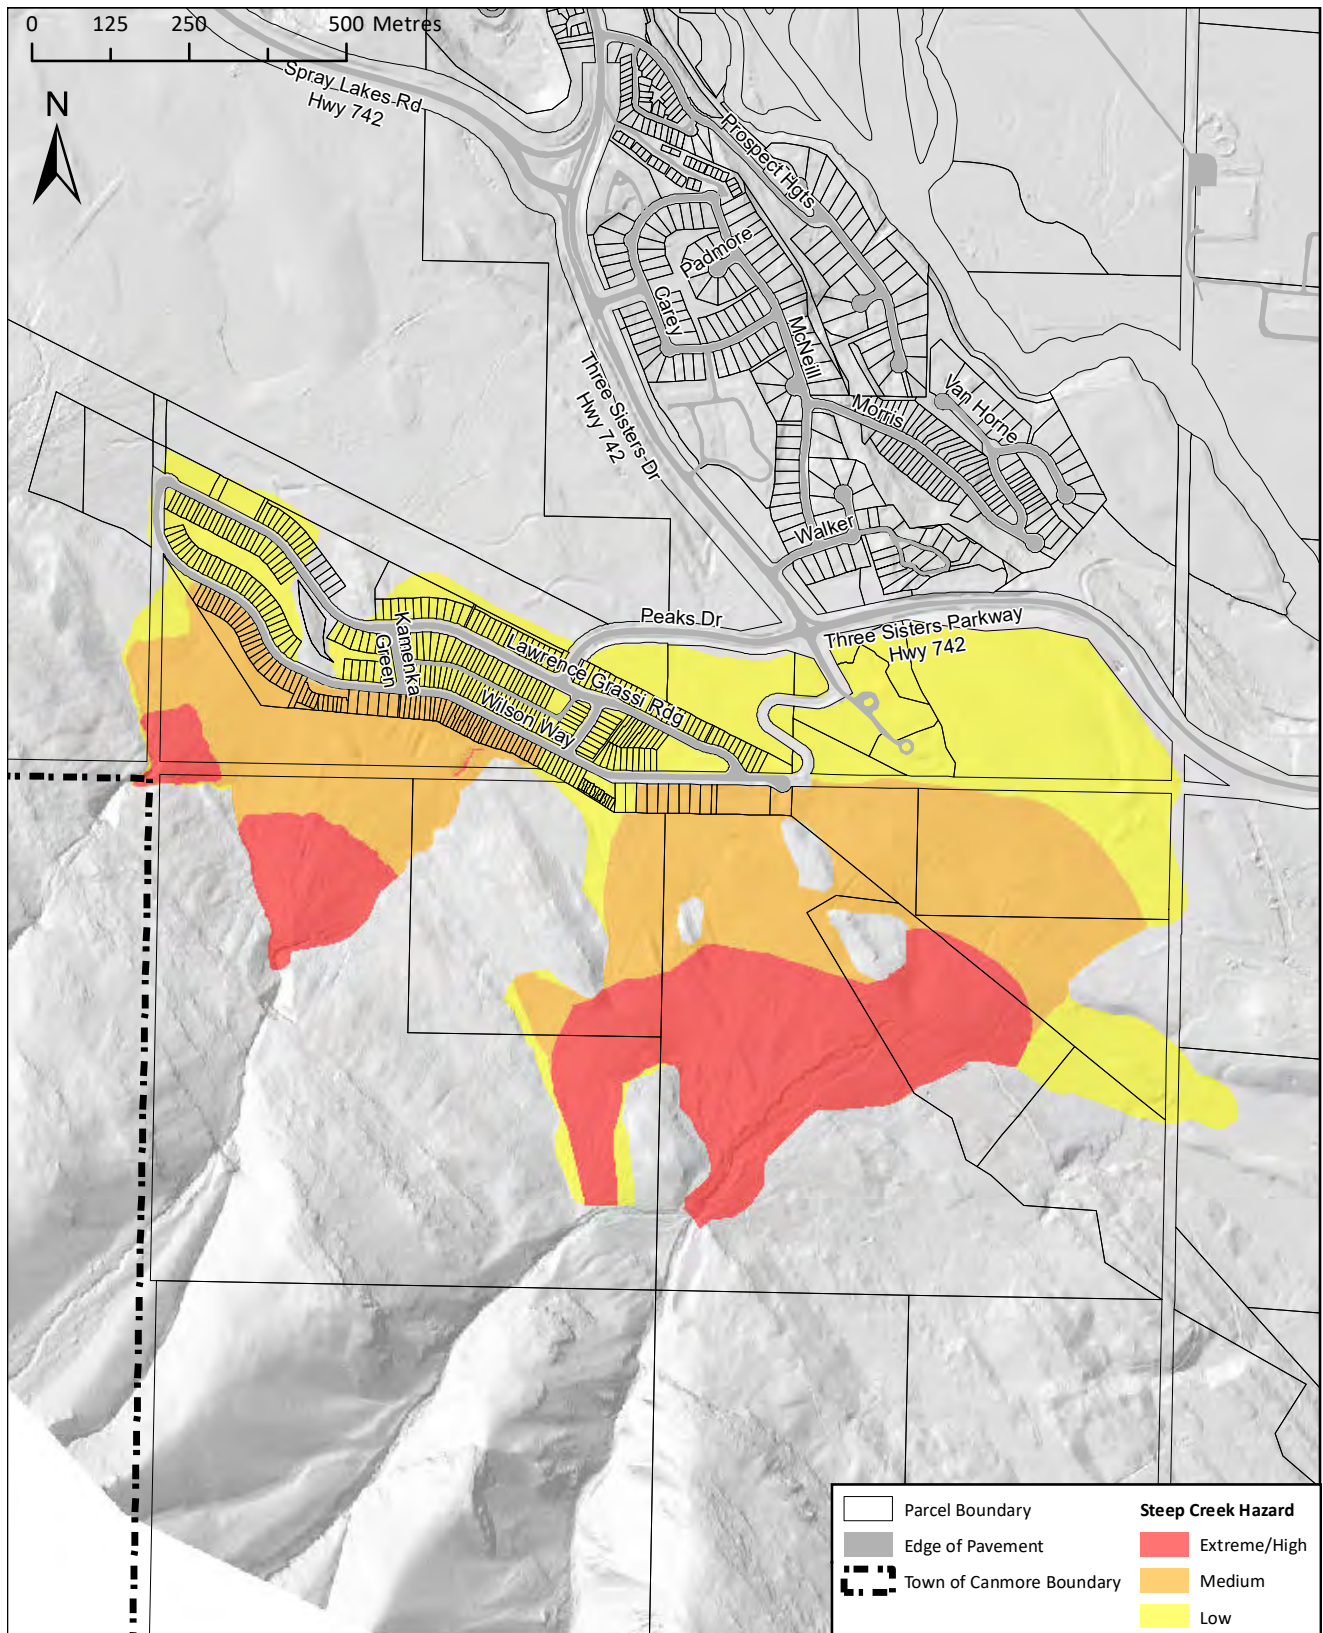 0 125 250 500 Metres
N
Spray Lakes Rd
Hwy 742
Prospect Hgts
Padmore
Carey
McNeill
Three Sisters Dr
Hwy 742
Van Horne
Morris
Walker
Peaks Dr
Three Sisters Parkway
Hwy 742
Kamenka
Green
Lawrence Grassi Rdg
Wilson Way
Parcel Boundary
Edge of Pavement
Town of Canmore Boundary
Steep Creek Hazard
Extreme/High
Medium
Low